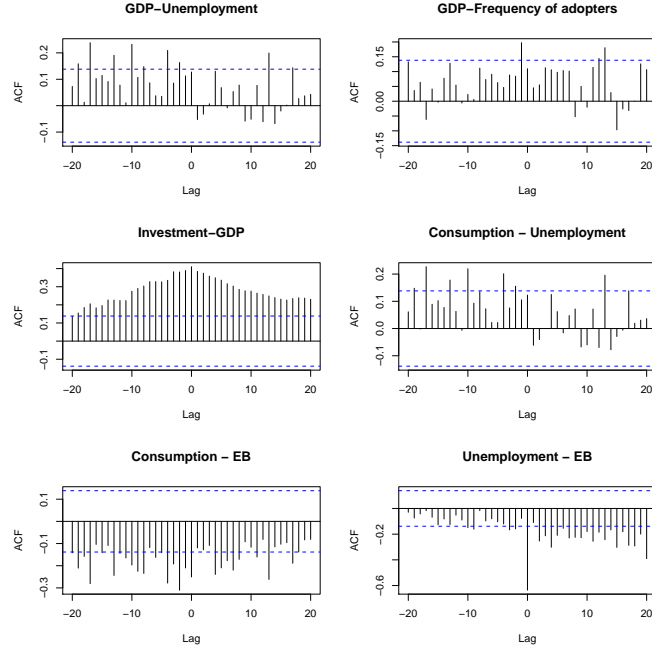 GDP−Unemployment
ACF
−0.1 0.1 0.2
−20 −10 0 10 20
Lag
GDP−Frequency of adopters
ACF
−0.15 0.00 0.15
−20 −10 0 10 20
Lag
Investment−GDP
ACF
−0.1 0.1 0.3
−20 −10 0 10 20
Lag
Consumption − Unemployment
ACF
−0.1 0.0 0.1 0.2
−20 −10 0 10 20
Lag
Consumption − EB
ACF
−0.3 −0.1 0.1
−20 −10 0 10 20
Lag
Unemployment − EB
ACF
−0.6 −0.2
−20 −10 0 10 20
Lag